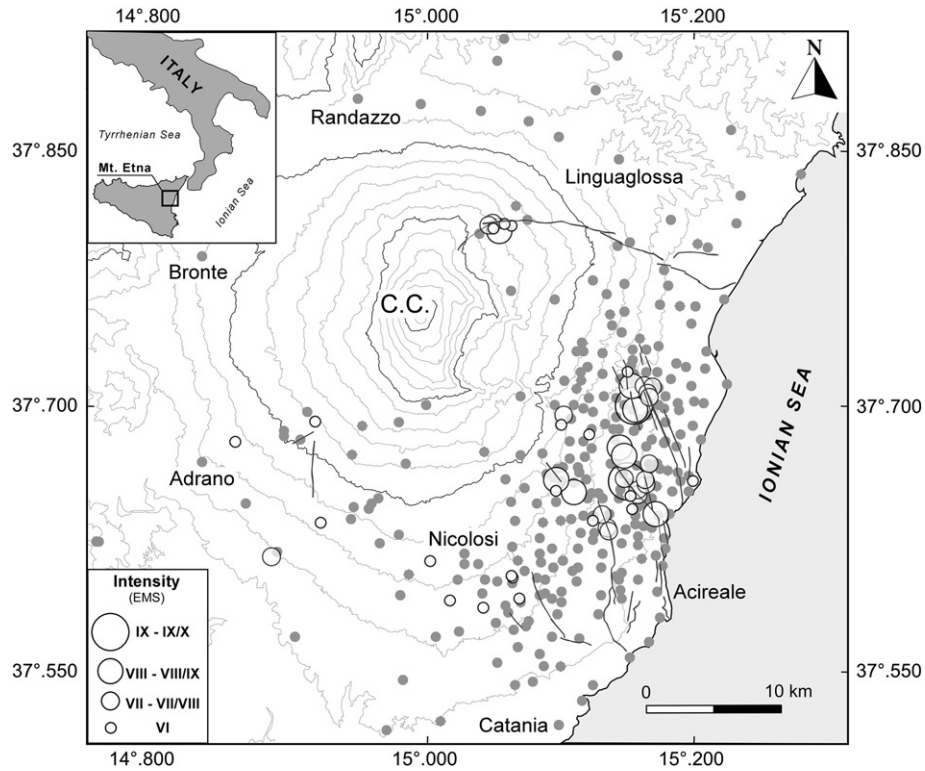 14°.800 15°.000 15°.200
N
ITALY
Tyrrhenian Sea
Mt. Etna
Ionian Sea
Randazzo
37°.850 37°.850
Linguaglossa
Bronte
C.C.
IONIAN SEA
37°.700 37°.700
Adrano
Nicolosi
Intensity
(EMS)
IX - IX/X
VIII - VIII/IX
VII - VII/VIII
VI
Acireale
37°.550 37°.550
0 10 km
Catania
14°.800 15°.000 15°.200